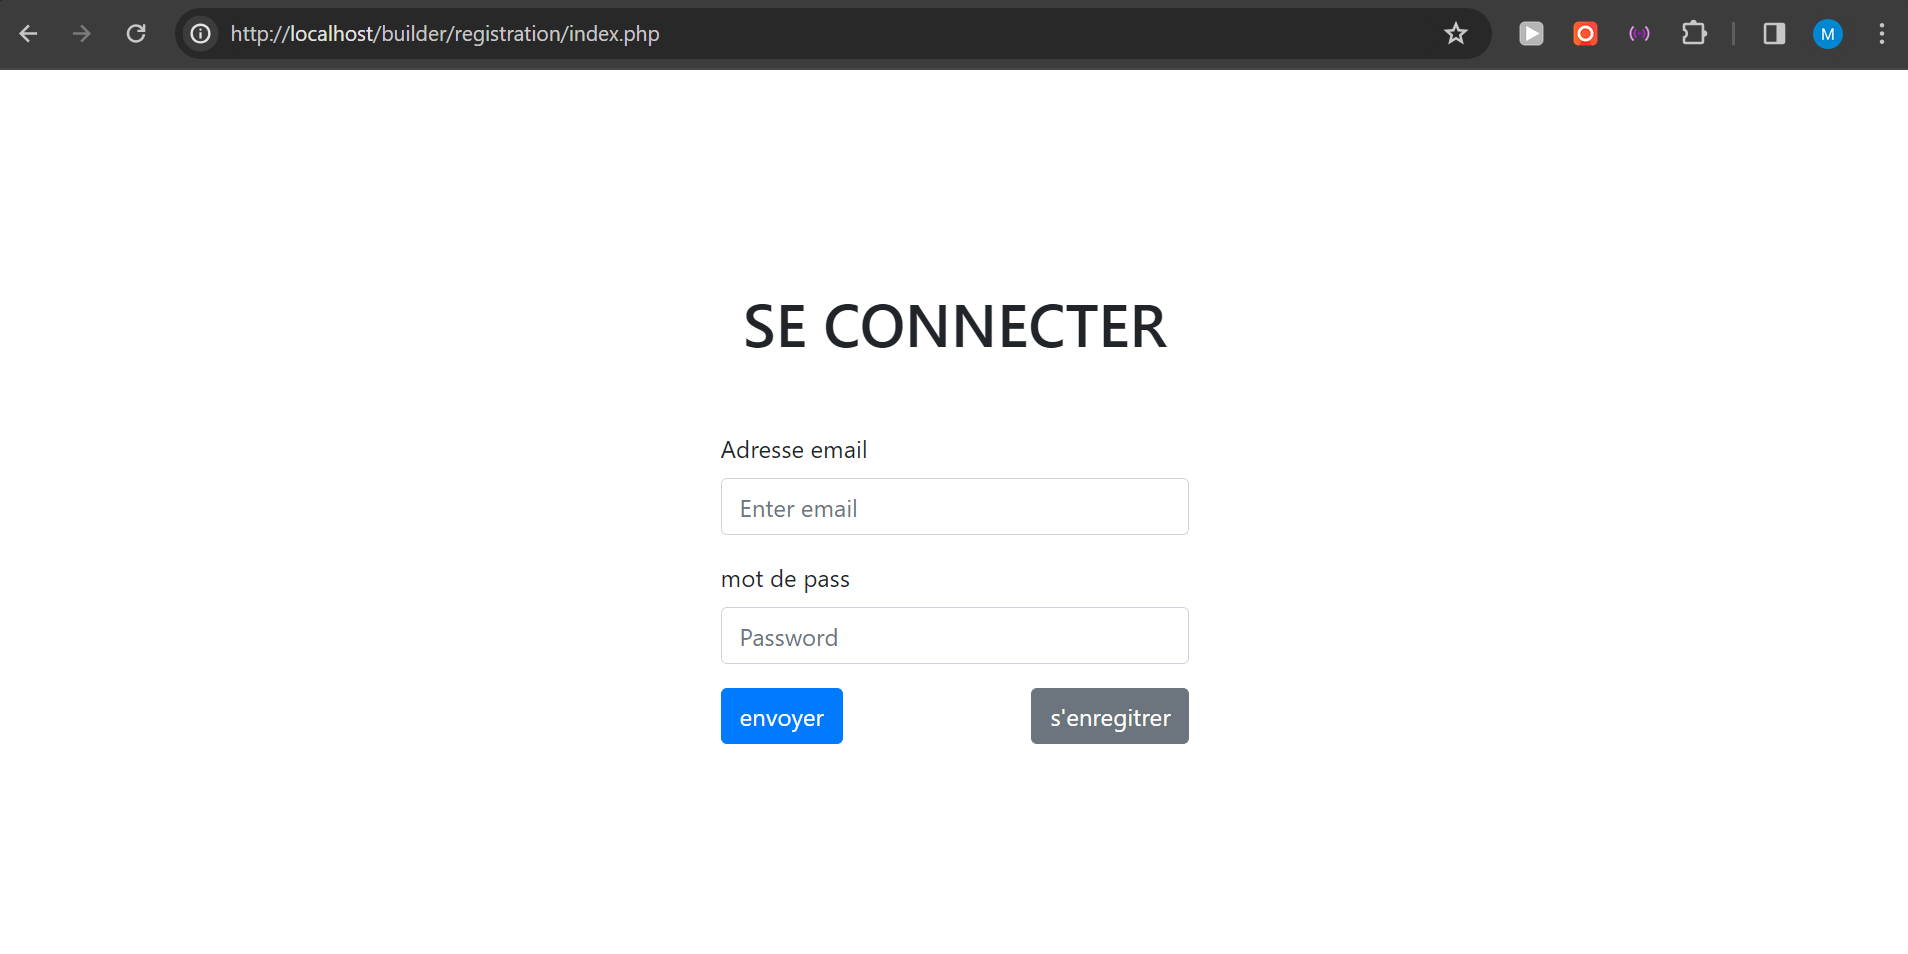 http://localhost/builder/registration/index.php
M
SE CONNECTER
Adresse email
Enter email
mot de pass
Password
envoyer
s'enregitrer